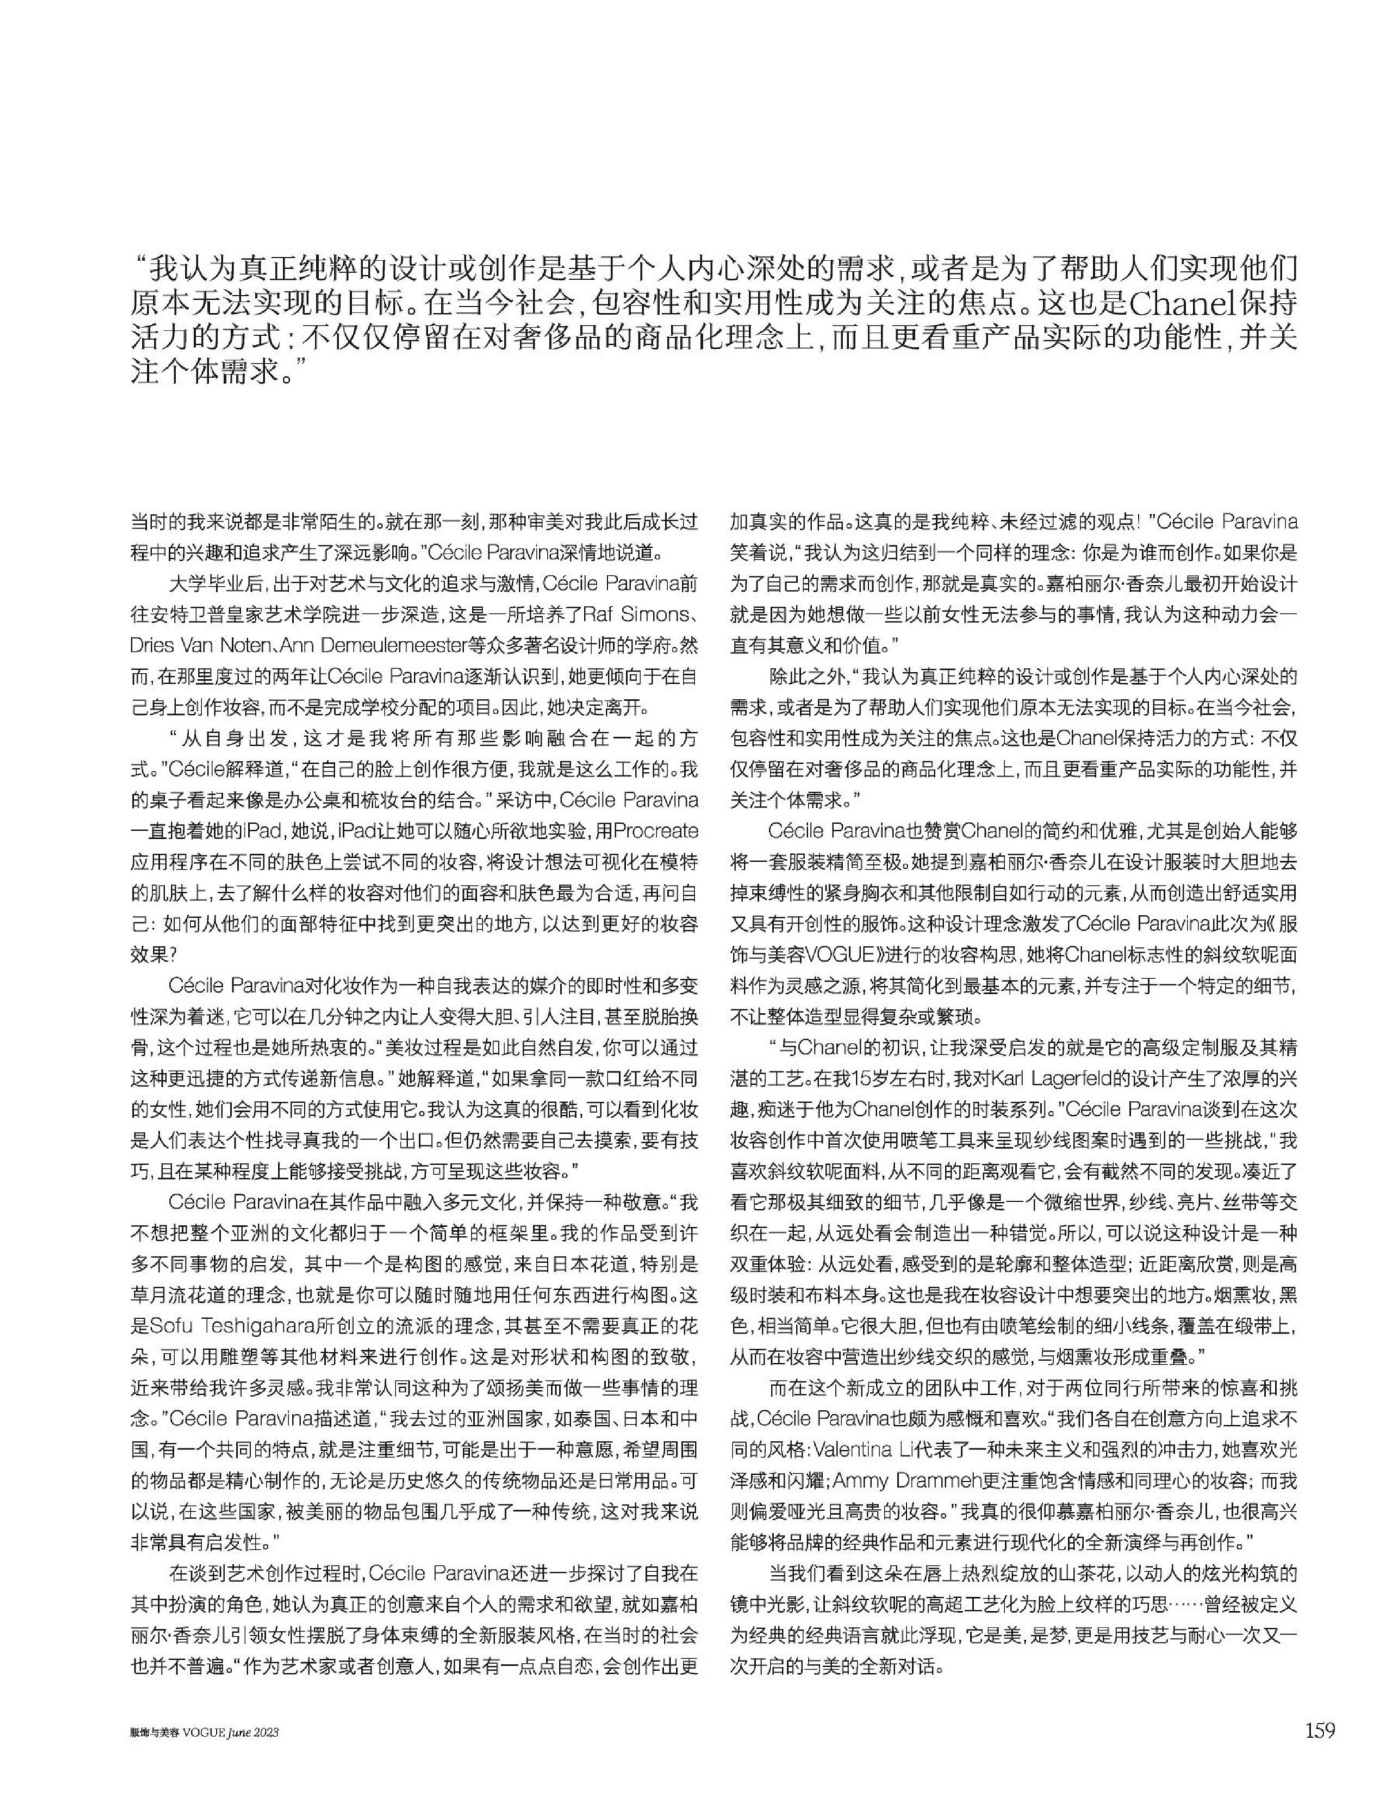 “我认为真正纯粹的设计或创作是基于个人内心深处的需求,或者是为了帮助人们实现他们
原本无法实现的目标。在当今社会,包容性和实用性成为关注的焦点。这也是Chanel保持
活力的方式:不仅仅停留在对奢侈品的商品化理念上,而且更看重产品实际的功能性,并关
注个体需求。”
当时的我来说都是非常陌生的。就在那一刻,那种审美对我此后成长过
程中的兴趣和追求产生了深远影响。”Cécile Paravina深情地说道。
大学毕业后,出于对艺术与文化的追求与激情,Cécile Paravina前
往安特卫普皇家艺术学院进一步深造,这是一所培养了Raf Simons、
Dries Van Noten、Ann Demeulemeester等众多著名设计师的学府。然
而,在那里度过的两年让Cécile Paravina逐渐认识到,她更倾向于在自
己身上创作妆容,而不是完成学校分配的项目。因此,她决定离开。
“从自身出发,这才是我将所有那些影响融合在一起的方
式。”Cécile解释道,“在自己的脸上创作很方便,我就是这么工作的。我
的桌子看起来像是办公桌和梳妆台的结合。”采访中,Cécile Paravina
一直抱着她的iPad,她说,iPad让她可以随心所欲地实验,用Procreate
应用程序在不同的肤色上尝试不同的妆容,将设计想法可视化在模特
的肌肤上,去了解什么样的妆容对他们的面容和肤色最为合适,再问自
己: 如何从他们的面部特征中找到更突出的地方,以达到更好的妆容
效果?
Cécile Paravina对化妆作为一种自我表达的媒介的即时性和多变
性深为着迷,它可以在几分钟之内让人变得大胆、引人注目,甚至脱胎换
骨,这个过程也是她所热衷的。“美妆过程是如此自然自发,你可以通过
这种更迅捷的方式传递新信息。”她解释道,“如果拿同一款口红给不同
的女性,她们会用不同的方式使用它。我认为这真的很酷,可以看到化妆
是人们表达个性找寻真我的一个出口。但仍然需要自己去摸索,要有技
巧,且在某种程度上能够接受挑战,方可呈现这些妆容。”
Cécile Paravina在其作品中融入多元文化,并保持一种敬意。“我
不想把整个亚洲的文化都归于一个简单的框架里。我的作品受到许
多不同事物的启发, 其中一个是构图的感觉,来自日本花道,特别是
草月流花道的理念,也就是你可以随时随地用任何东西进行构图。这
是Sofu Teshigahara所创立的流派的理念,其甚至不需要真正的花
朵,可以用雕塑等其他材料来进行创作。这是对形状和构图的致敬,
近来带给我许多灵感。我非常认同这种为了颂扬美而做一些事情的理
念。”Cécile Paravina描述道,“我去过的亚洲国家,如泰国、日本和中
国,有一个共同的特点,就是注重细节,可能是出于一种意愿,希望周围
的物品都是精心制作的,无论是历史悠久的传统物品还是日常用品。可
以说,在这些国家,被美丽的物品包围几乎成了一种传统,这对我来说
非常具有启发性。”
在谈到艺术创作过程时,Cécile Paravina还进一步探讨了自我在
其中扮演的角色,她认为真正的创意来自个人的需求和欲望,就如嘉柏
丽尔·香奈儿引领女性摆脱了身体束缚的全新服装风格,在当时的社会
也并不普遍。“作为艺术家或者创意人,如果有一点点自恋,会创作出更
加真实的作品。这真的是我纯粹、未经过滤的观点! ”Cécile Paravina
笑着说,“我认为这归结到一个同样的理念: 你是为谁而创作。如果你是
为了自己的需求而创作,那就是真实的。嘉柏丽尔·香奈儿最初开始设计
就是因为她想做一些以前女性无法参与的事情,我认为这种动力会一
直有其意义和价值。”
除此之外,“我认为真正纯粹的设计或创作是基于个人内心深处的
需求,或者是为了帮助人们实现他们原本无法实现的目标。在当今社会,
包容性和实用性成为关注的焦点。这也是Chanel保持活力的方式: 不仅
仅停留在对奢侈品的商品化理念上,而且更看重产品实际的功能性,并
关注个体需求。”
Cécile Paravina也赞赏Chanel的简约和优雅,尤其是创始人能够
将一套服装精简至极。她提到嘉柏丽尔·香奈儿在设计服装时大胆地去
掉束缚性的紧身胸衣和其他限制自如行动的元素,从而创造出舒适实用
又具有开创性的服饰。这种设计理念激发了Cécile Paravina此次为《服
饰与美容VOGUE》进行的妆容构思,她将Chanel标志性的斜纹软呢面
料作为灵感之源,将其简化到最基本的元素,并专注于一个特定的细节,
不让整体造型显得复杂或繁琐。
“与Chanel的初识,让我深受启发的就是它的高级定制服及其精
湛的工艺。在我15岁左右时,我对Karl Lagerfeld的设计产生了浓厚的兴
趣,痴迷于他为Chanel创作的时装系列。”Cécile Paravina谈到在这次
妆容创作中首次使用喷笔工具来呈现纱线图案时遇到的一些挑战,“我
喜欢斜纹软呢面料,从不同的距离观看它,会有截然不同的发现。凑近了
看它那极其细致的细节,几乎像是一个微缩世界,纱线、亮片、丝带等交
织在一起,从远处看会制造出一种错觉。所以,可以说这种设计是一种
双重体验: 从远处看,感受到的是轮廓和整体造型; 近距离欣赏,则是高
级时装和布料本身。这也是我在妆容设计中想要突出的地方。烟熏妆,黑
色,相当简单。它很大胆,但也有由喷笔绘制的细小线条,覆盖在缎带上,
从而在妆容中营造出纱线交织的感觉,与烟熏妆形成重叠。”
而在这个新成立的团队中工作,对于两位同行所带来的惊喜和挑
战,Cécile Paravina也颇为感慨和喜欢。“我们各自在创意方向上追求不
同的风格:Valentina Li代表了一种未来主义和强烈的冲击力,她喜欢光
泽感和闪耀;Ammy Drammeh更注重饱含情感和同理心的妆容; 而我
则偏爱哑光且高贵的妆容。”我真的很仰慕嘉柏丽尔·香奈儿,也很高兴
能够将品牌的经典作品和元素进行现代化的全新演绎与再创作。”
当我们看到这朵在唇上热烈绽放的山茶花,以动人的炫光构筑的
镜中光影,让斜纹软呢的高超工艺化为脸上纹样的巧思……曾经被定义
为经典的经典语言就此浮现,它是美,是梦,更是用技艺与耐心一次又一
次开启的与美的全新对话。
服饰与美容 VOGUE June 2023
159